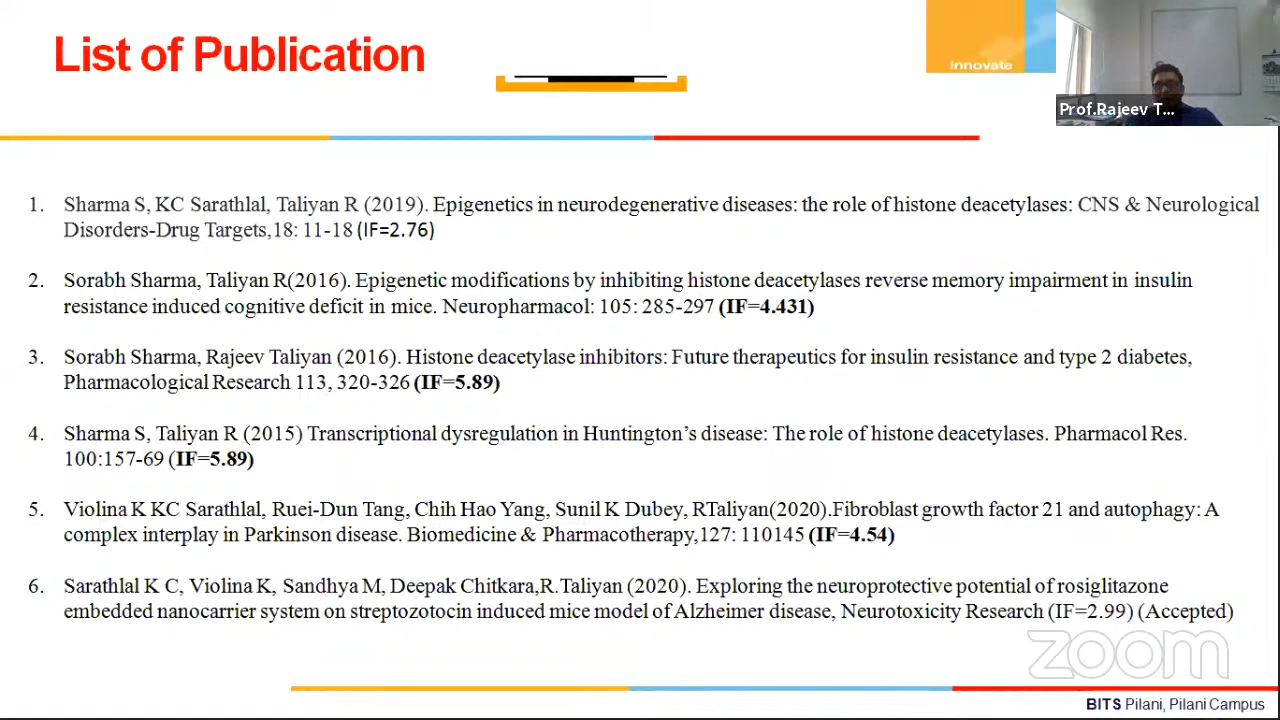 List of Publication
innovate
Prof.Rajeev T...
1. Sharma S, KC Sarathlal, Taliyan R (2019). Epigenetics in neurodegenerative diseases: the role of histone deacetylases: CNS & Neurological
Disorders-Drug Targets,18: 11-18 (IF=2.76)
2. Sorabh Sharma, Taliyan R(2016). Epigenetic modifications by inhibiting histone deacetylases reverse memory impairment in insulin
resistance induced cognitive deficit in mice. Neuropharmacol: 105: 285-297 (IF=4.431)
3. Sorabh Sharma, Rajeev Taliyan (2016). Histone deacetylase inhibitors: Future therapeutics for insulin resistance and type 2 diabetes,
Pharmacological Research 113, 320-326 (IF=5.89)
4. Sharma S, Taliyan R (2015) Transcriptional dysregulation in Huntington's disease: The role of histone deacetylases. Pharmacol Res.
100:157-69 (IF=5.89)
5. Violina K KC Sarathlal, Ruei-Dun Tang, Chih Hao Yang, Sunil K Dubey, RTaliyan(2020).Fibroblast growth factor 21 and autophagy: A
complex interplay in Parkinson disease. Biomedicine & Pharmacotherapy,127: 110145 (IF=4.54)
6. Sarathlal K C, Violina K, Sandhya M, Deepak Chitkara,R.Taliyan (2020). Exploring the neuroprotective potential of rosiglitazone
embedded nanocarrier system on streptozotocin induced mice model of Alzheimer disease, Neurotoxicity Research (IF=2.99) (Accepted)
zoom
BITS Pilani, Pilani Campus